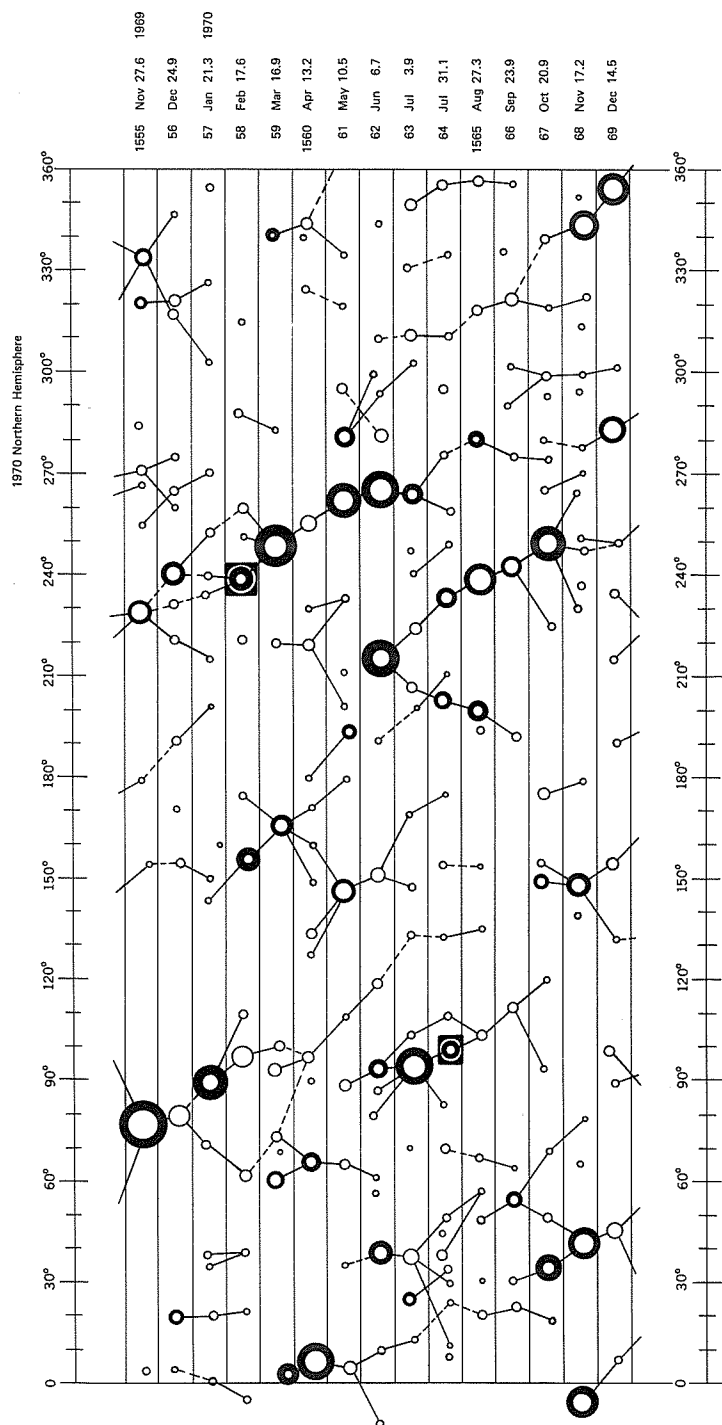 1970 Northern Hemisphere
1555 Nov 27.6 1969
56 Dec 24.9
57 Jan 21.3 1970
58 Feb 17.6
59 Mar 16.9
1560 Apr 13.2
61 May 10.5
62 Jun 6.7
63 Jul 3.9
64 Jul 31.1
1565 Aug 27.3
66 Sep 23.9
67 Oct 20.9
68 Nov 17.2
69 Dec 14.5
0 30° 60° 90° 120° 150° 180° 210° 240° 270° 300° 330° 360°
0 30° 60° 90° 120° 150° 180° 210° 240° 270° 300° 330° 360°